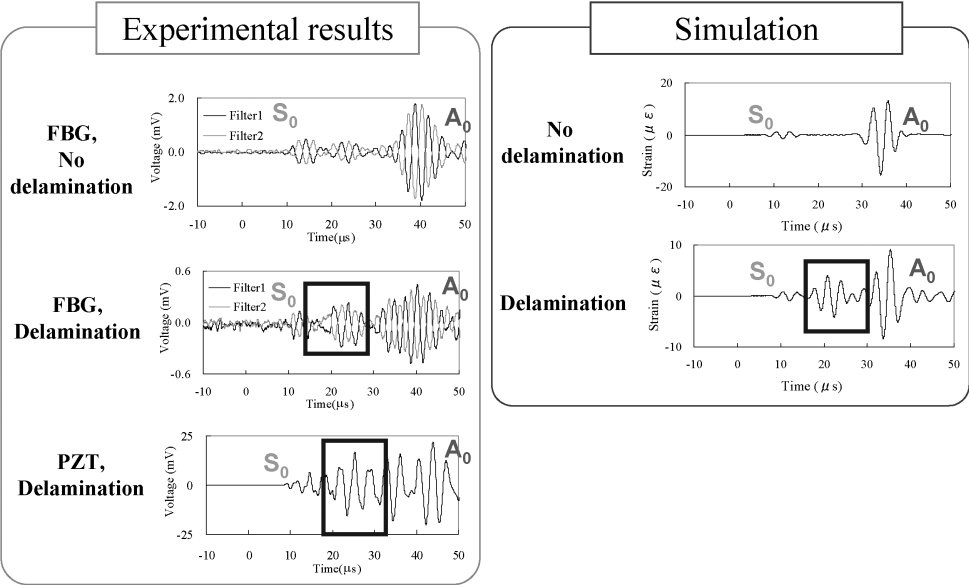 Experimental results
FBG,
No
delamination
Voltage (mV)
2.0
0.0
-2.0
Filter1
Filter2
S0
A0
-10 0 10 20 30 40 50
Time(μs)
FBG,
Delamination
Voltage (mV)
0.6
0.0
-0.6
Filter1
Filter2
S0
A0
-10 0 10 20 30 40 50
Time(μs)
PZT,
Delamination
Voltage (mV)
25
0
-25
S0
A0
-10 0 10 20 30 40 50
Time(μs)
Simulation
No
delamination
Strain (μ ε)
20
0
-20
S0
A0
-10 0 10 20 30 40 50
Time (μs)
Delamination
Strain (μ ε)
10
0
-10
S0
A0
-10 0 10 20 30 40 50
Time (μs)